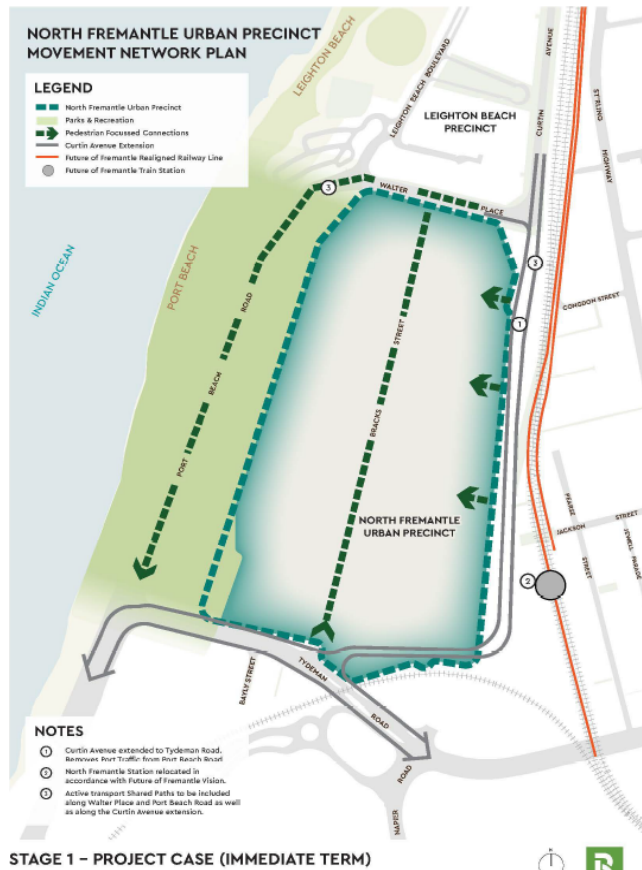 NORTH FREMANTLE URBAN PRECINCT
MOVEMENT NETWORK PLAN
LEGEND
North Fremantle Urban Precinct
Parks & Recreation
Pedestrian Focussed Connections
Curtin Avenue Extension
Future of Fremantle Realigned Railway Line
Future of Fremantle Train Station
LEIGHTON BEACH
LEIGHTON BEACH BOULEVARD
LEIGHTON BEACH
PRECINCT
CURTIN
AVENUE
STIRLING
HIGHWAY
INDIAN OCEAN
PORT BEACH
3
WALTER
PLACE
3
CONGDON STREET
1
PORT
BEACH
ROAD
BRACKS
STREET
NORTH FREMANTLE
URBAN PRECINCT
PEARSE
STREET
JACKSON
STREET
JEWELL
PARADE
2
BAYLY STREET
TYDEMAN
ROAD
NAPIER
ROAD
NOTES
1 Curtin Avenue extended to Tydeman Road.
Removes Port Traffic from Port Beach Road
2 North Fremantle Station relocated in
accordance with Future of Fremantle Vision.
3 Active transport Shared Paths to be included
along Walter Place and Port Beach Road as well
as along the Curtin Avenue extension.
STAGE 1 – PROJECT CASE (IMMEDIATE TERM)
N